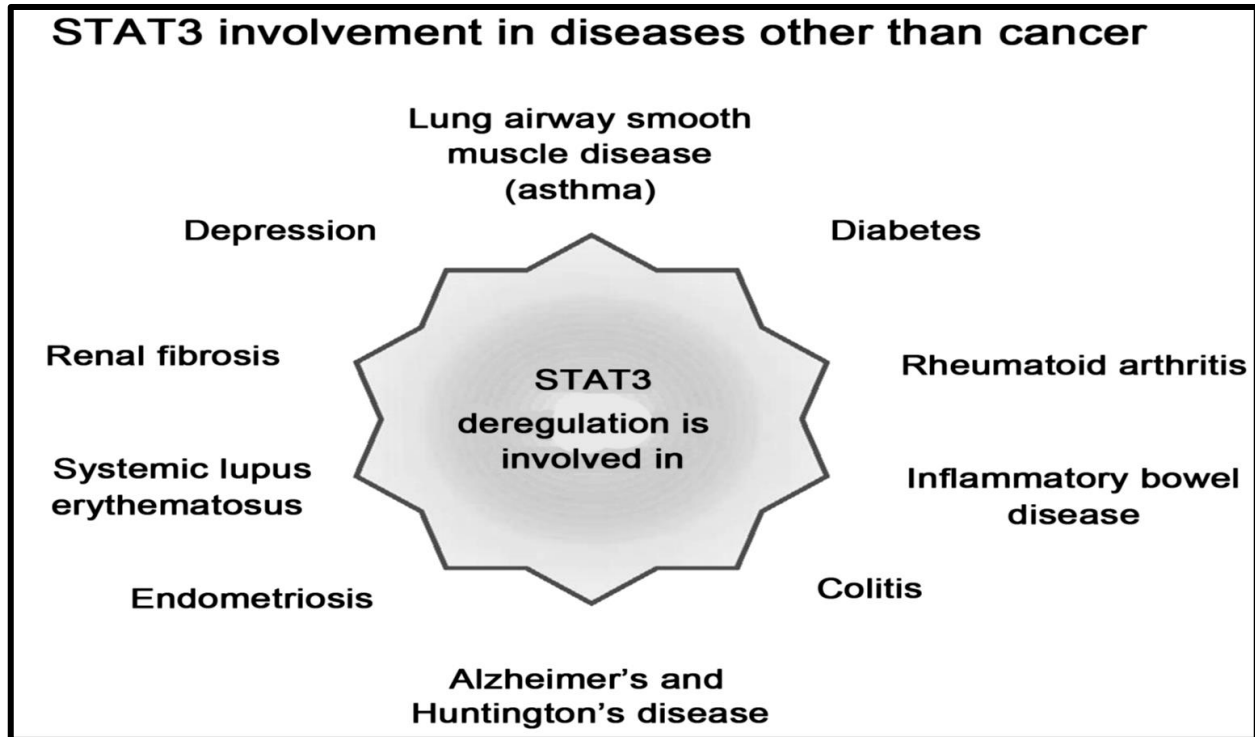 STAT3 involvement in diseases other than cancer
Lung airway smooth
muscle disease
(asthma)
Depression
Diabetes
Renal fibrosis
Rheumatoid arthritis
STAT3
deregulation is
involved in
Systemic lupus
erythematosus
Inflammatory bowel
disease
Endometriosis
Colitis
Alzheimer’s and
Huntington’s disease